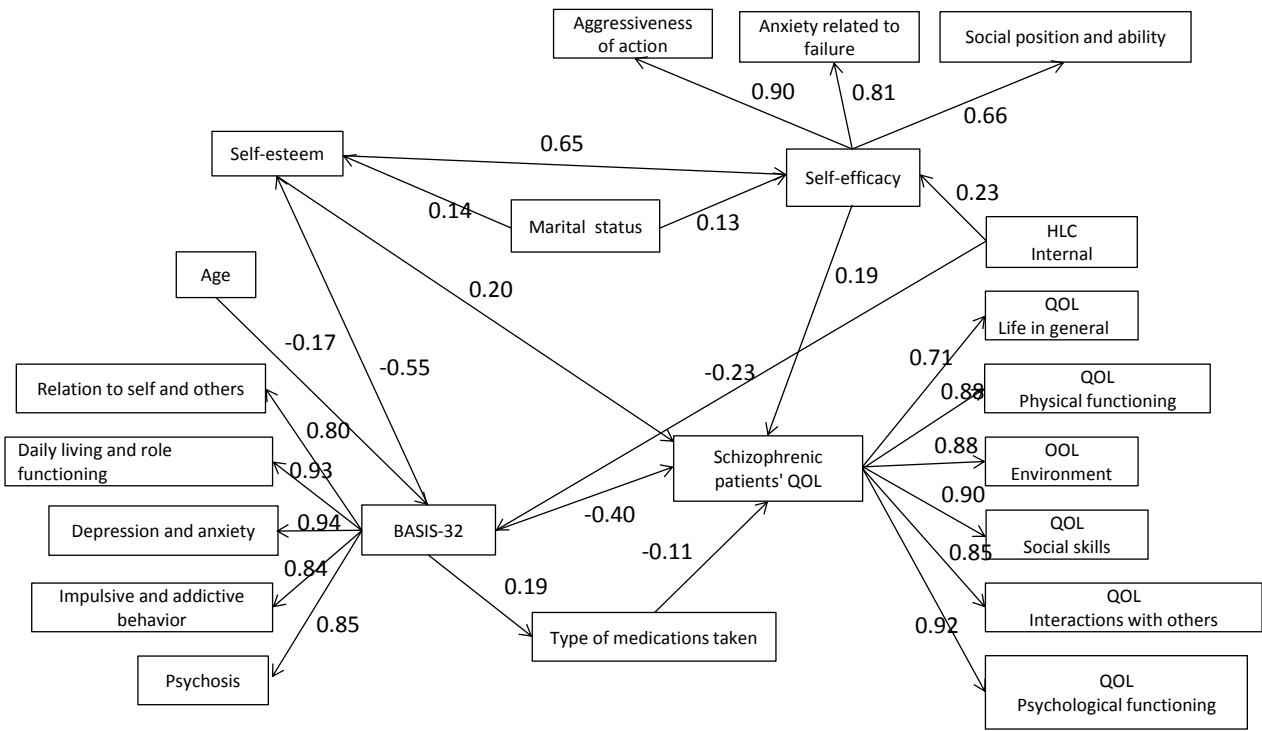 Aggressiveness
of action
Anxiety related to
failure
Social position and ability
0.90
0.81
0.66
Self-esteem
0.65
Self-efficacy
0.23
0.14
Marital status
0.13
HLC
Internal
Age
0.20
0.19
QOL
Life in general
-0.17
-0.55
-0.23
0.71
Relation to self and others
0.88
QOL
Physical functioning
0.80
Daily living and role
functioning
0.93
Schizophrenic
patients' QOL
0.88
OOL
Environment
Depression and anxiety
0.94
BASIS-32
-0.40
0.90
QOL
Social skills
-0.11
0.85
0.84
Impulsive and addictive
behavior
0.19
QOL
Interactions with others
0.85
Type of medications taken
0.92
Psychosis
QOL
Psychological functioning